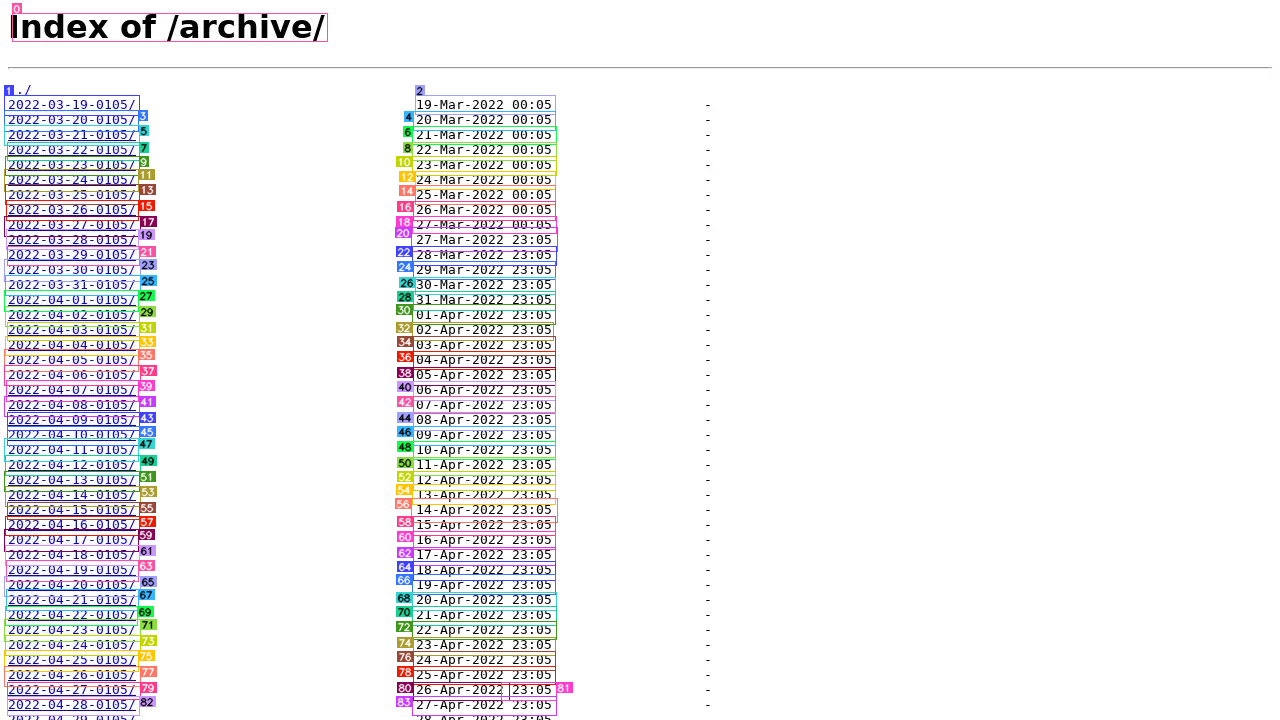 Index of /archive/
../
2022-03-19-0105/ 19-Mar-2022 00:05 -
2022-03-20-0105/ 20-Mar-2022 00:05 -
2022-03-21-0105/ 21-Mar-2022 00:05 -
2022-03-22-0105/ 22-Mar-2022 00:05 -
2022-03-23-0105/ 23-Mar-2022 00:05 -
2022-03-24-0105/ 24-Mar-2022 00:05 -
2022-03-25-0105/ 25-Mar-2022 00:05 -
2022-03-26-0105/ 26-Mar-2022 00:05 -
2022-03-27-0105/ 27-Mar-2022 00:05 -
2022-03-28-0105/ 27-Mar-2022 23:05 -
2022-03-29-0105/ 28-Mar-2022 23:05 -
2022-03-30-0105/ 29-Mar-2022 23:05 -
2022-03-31-0105/ 30-Mar-2022 23:05 -
2022-04-01-0105/ 31-Mar-2022 23:05 -
2022-04-02-0105/ 01-Apr-2022 23:05 -
2022-04-03-0105/ 02-Apr-2022 23:05 -
2022-04-04-0105/ 03-Apr-2022 23:05 -
2022-04-05-0105/ 04-Apr-2022 23:05 -
2022-04-06-0105/ 05-Apr-2022 23:05 -
2022-04-07-0105/ 06-Apr-2022 23:05 -
2022-04-08-0105/ 07-Apr-2022 23:05 -
2022-04-09-0105/ 08-Apr-2022 23:05 -
2022-04-10-0105/ 09-Apr-2022 23:05 -
2022-04-11-0105/ 10-Apr-2022 23:05 -
2022-04-12-0105/ 11-Apr-2022 23:05 -
2022-04-13-0105/ 12-Apr-2022 23:05 -
2022-04-14-0105/ 13-Apr-2022 23:05 -
2022-04-15-0105/ 14-Apr-2022 23:05 -
2022-04-16-0105/ 15-Apr-2022 23:05 -
2022-04-17-0105/ 16-Apr-2022 23:05 -
2022-04-18-0105/ 17-Apr-2022 23:05 -
2022-04-19-0105/ 18-Apr-2022 23:05 -
2022-04-20-0105/ 19-Apr-2022 23:05 -
2022-04-21-0105/ 20-Apr-2022 23:05 -
2022-04-22-0105/ 21-Apr-2022 23:05 -
2022-04-23-0105/ 22-Apr-2022 23:05 -
2022-04-24-0105/ 23-Apr-2022 23:05 -
2022-04-25-0105/ 24-Apr-2022 23:05 -
2022-04-26-0105/ 25-Apr-2022 23:05 -
2022-04-27-0105/ 26-Apr-2022 23:05 -
2022-04-28-0105/ 27-Apr-2022 23:05 -
2022-04-29-0105/ 28-Apr-2022 23:05